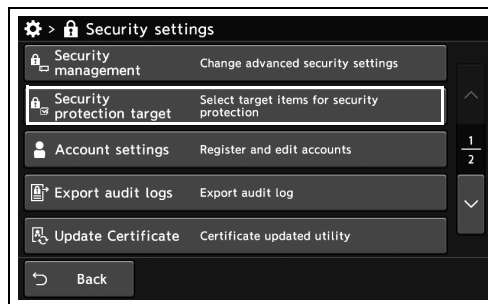 > Security settings
Security management Change advanced security settings
Security protection target Select target items for security protection
Account settings Register and edit accounts
Export audit logs Export audit log
Update Certificate Certificate updated utility
1
2
Back